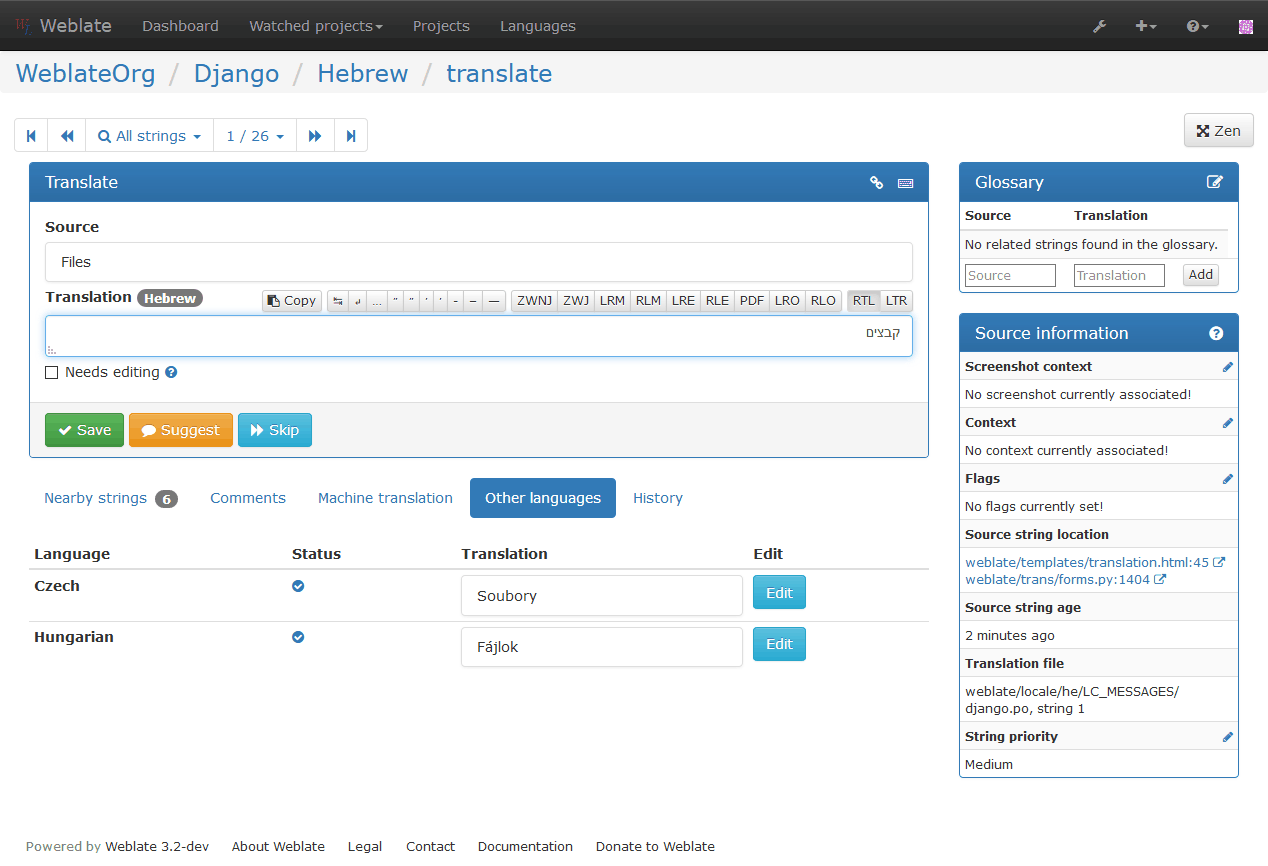 Weblate Dashboard Watched projects Projects Languages
WeblateOrg / Django / Hebrew / translate
All strings 1 / 26 Zen
Translate
Source
Files
Translation Hebrew Copy ↹ ↵ … “ ” ‘ ’ - – — ZWNJ ZWJ LRM RLM LRE RLE PDF LRO RLO RTL LTR
קבצים
Needs editing
Save Suggest Skip
Nearby strings 6 Comments Machine translation Other languages History
Language Status Translation Edit
Czech Soubory Edit
Hungarian Fájlok Edit
Glossary
Source Translation
No related strings found in the glossary.
Source Translation Add
Source information
Screenshot context
No screenshot currently associated!
Context
No context currently associated!
Flags
No flags currently set!
Source string location
weblate/templates/translation.html:45
weblate/trans/forms.py:1404
Source string age
2 minutes ago
Translation file
weblate/locale/he/LC_MESSAGES/
django.po, string 1
String priority
Medium
Powered by Weblate 3.2-dev About Weblate Legal Contact Documentation Donate to Weblate